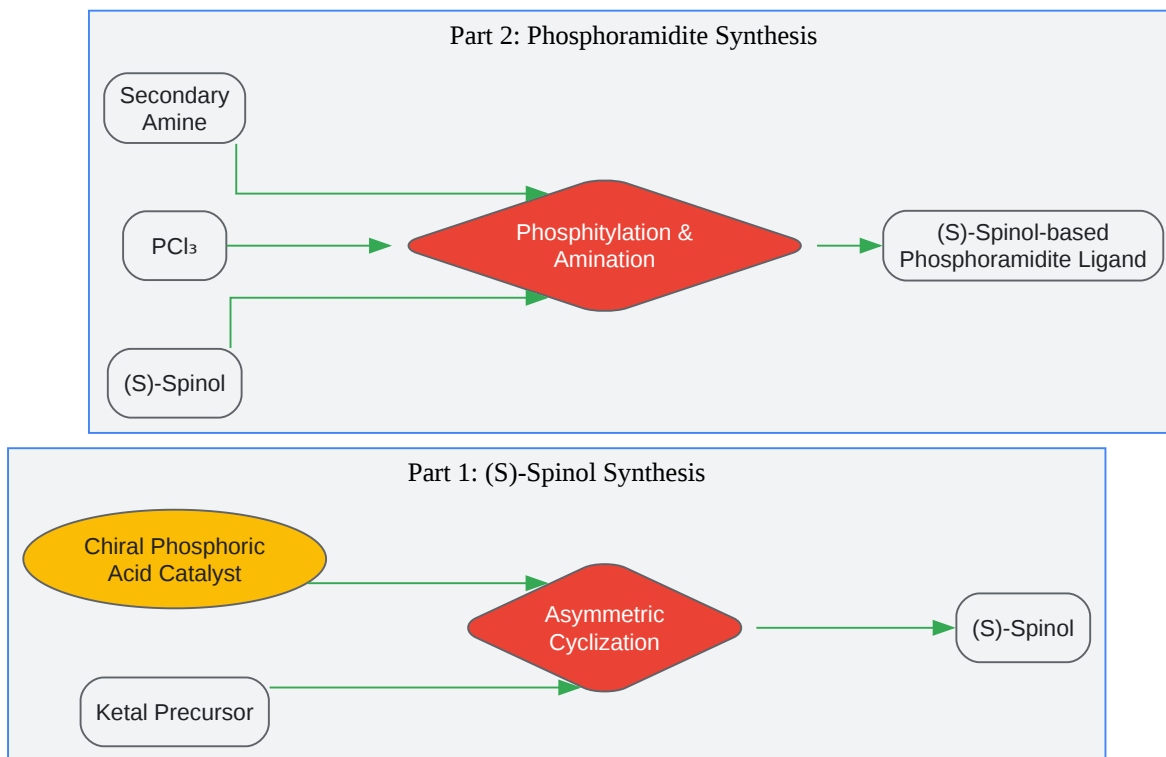 Part 2: Phosphoramidite Synthesis
Secondary
Amine
PCl₃
(S)-Spinol
Phosphitylation &
Amination
(S)-Spinol-based
Phosphoramidite Ligand
Part 1: (S)-Spinol Synthesis
Chiral Phosphoric
Acid Catalyst
Ketal Precursor
Asymmetric
Cyclization
(S)-Spinol